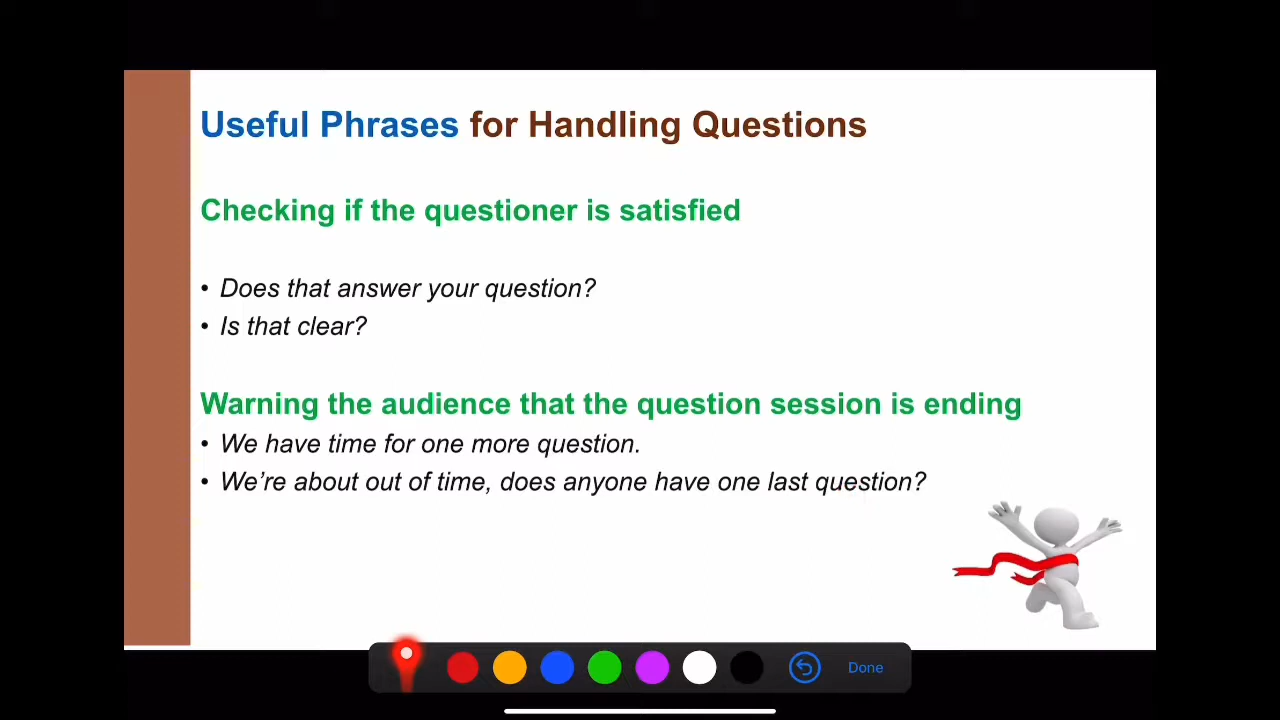 Useful Phrases for Handling Questions
Checking if the questioner is satisfied
• Does that answer your question?
• Is that clear?
Warning the audience that the question session is ending
• We have time for one more question.
• We’re about out of time, does anyone have one last question?
Done